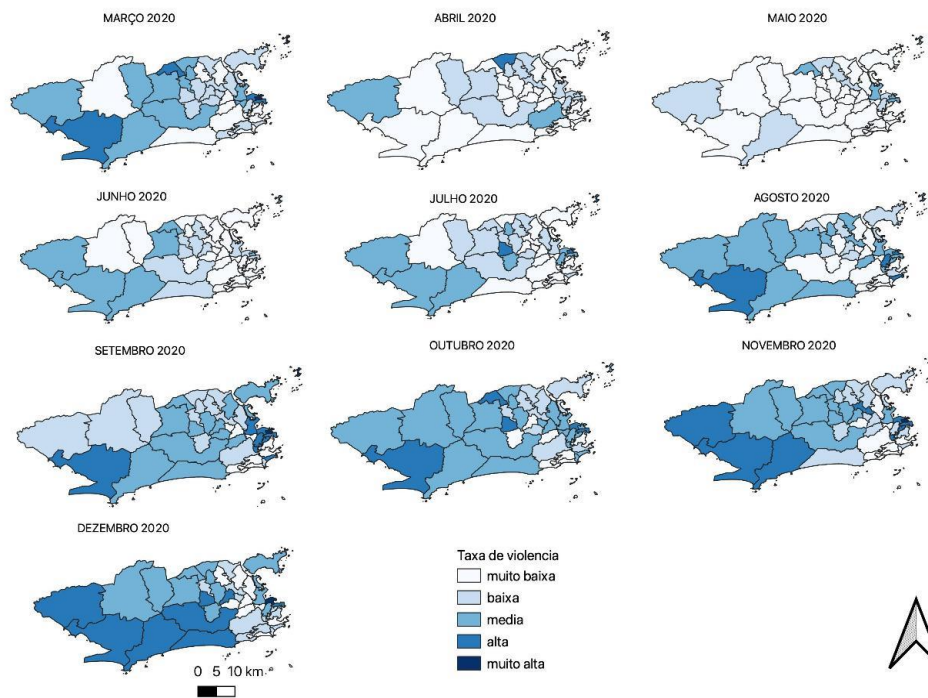 MARÇO 2020
ABRIL 2020
MAIO 2020
JUNHO 2020
JULHO 2020
AGOSTO 2020
SETEMBRO 2020
OUTUBRO 2020
NOVEMBRO 2020
DEZEMBRO 2020
Taxa de violencia
muito baixa
baixa
media
alta
muito alta
0 5 10 km